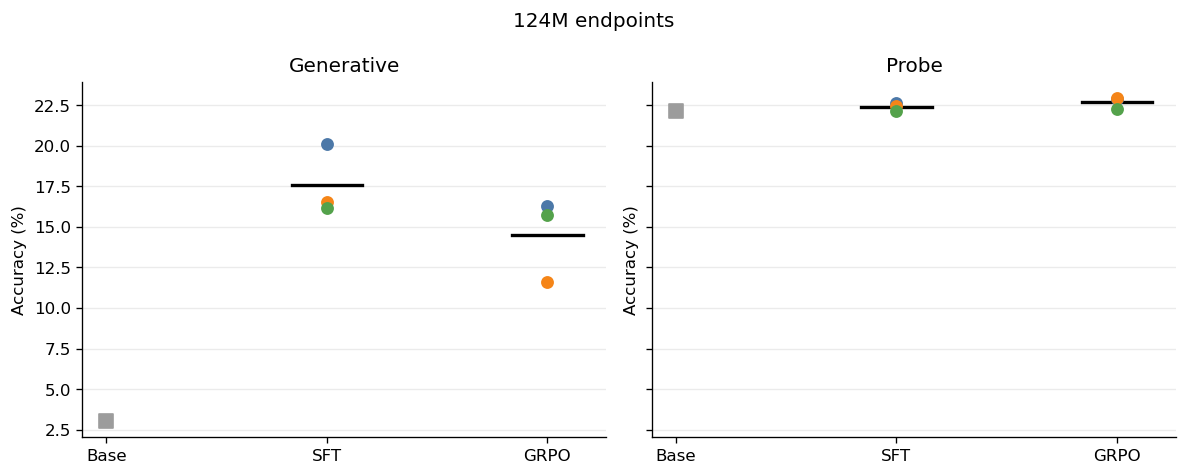 124M endpoints
Generative
Accuracy (%)
22.5
20.0
17.5
15.0
12.5
10.0
7.5
5.0
2.5
Base SFT GRPO
Probe
Accuracy (%)
Base SFT GRPO